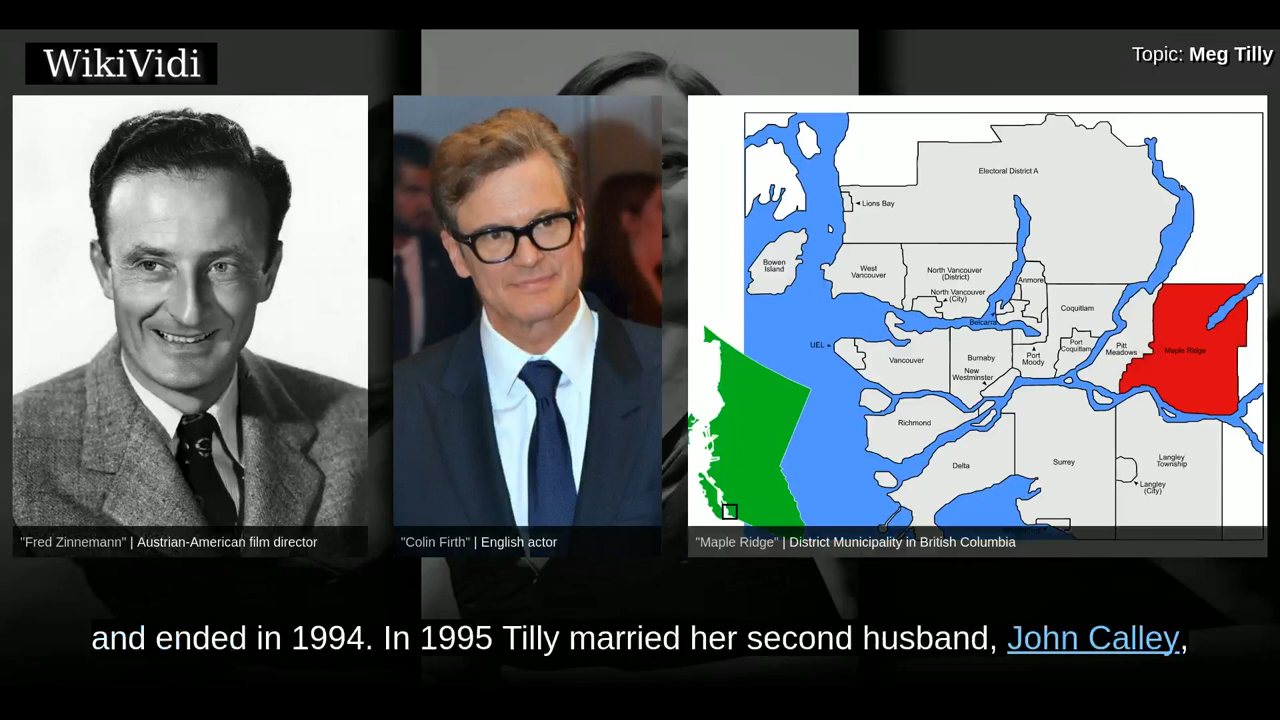 WikiVidi
Topic: Meg Tilly
Electoral District A
Lions Bay
Bowen
Island
West
Vancouver
North Vancouver
(District)
North Vancouver
(City)
Anmore
Belcarra
Coquitlam
Port
Coquitlam
Pitt
Meadows
Maple Ridge
UEL
Vancouver
Burnaby
Port
Moody
New
Westminster
Richmond
Delta
Surrey
Langley
Township
Langley
(City)
"Fred Zinnemann" | Austrian-American film director
"Colin Firth" | English actor
"Maple Ridge" | District Municipality in British Columbia
and ended in 1994. In 1995 Tilly married her second husband, John Calley,